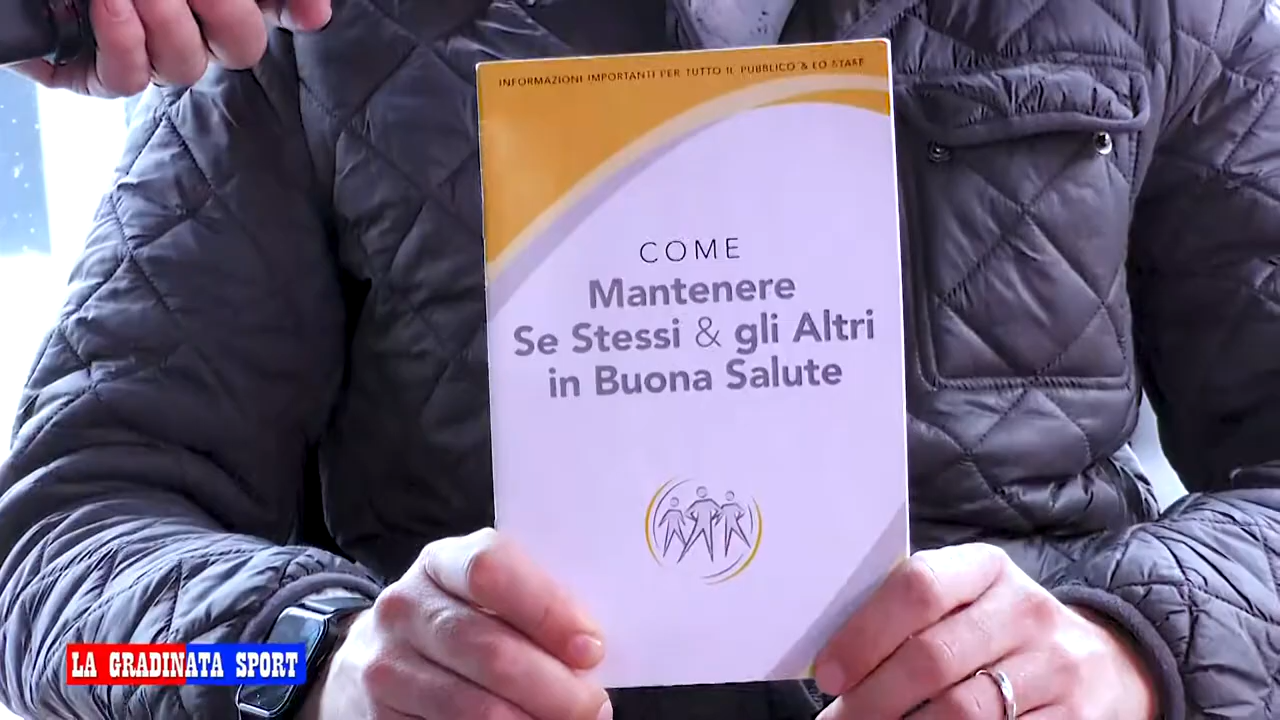 INFORMAZIONI IMPORTANTI PER TUTTO IL PUBBLICO & LO STAFF
COME
Mantenere
Se Stessi & gli Altri
in Buona Salute
LA GRADINATA SPORT